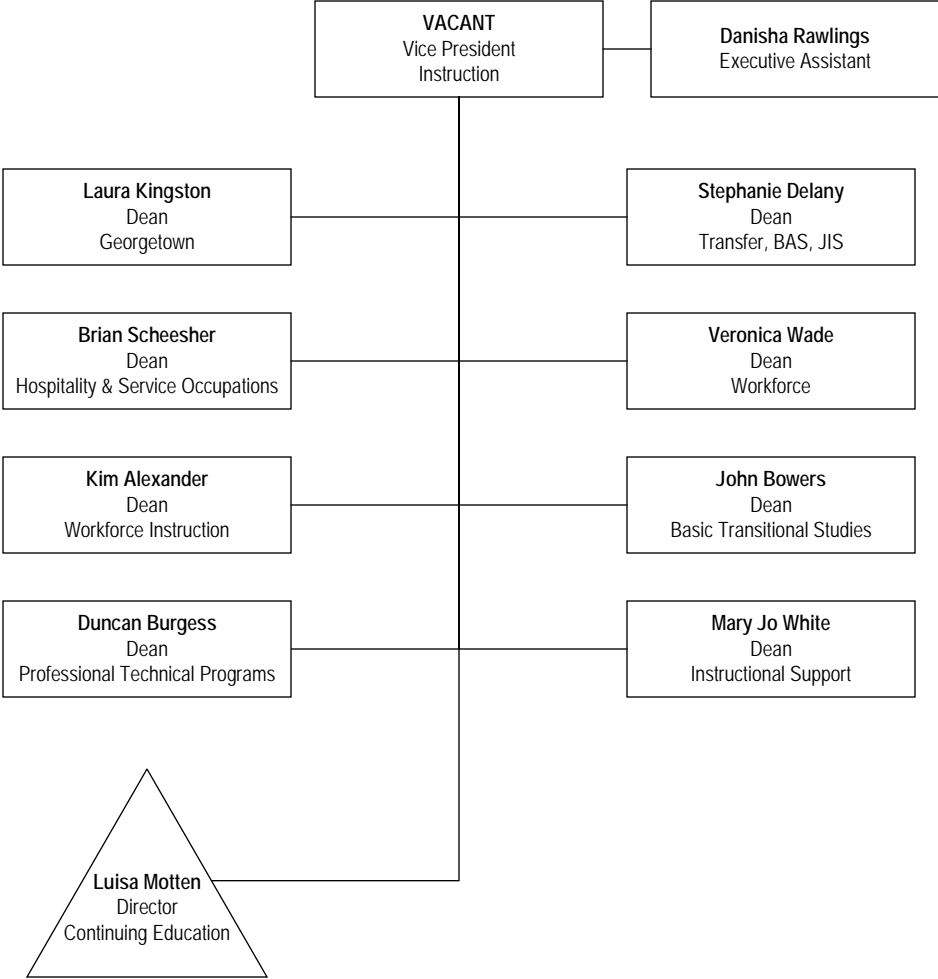 VACANT
Vice President
Instruction
Danisha Rawlings
Executive Assistant
Laura Kingston
Dean
Georgetown
Stephanie Delany
Dean
Transfer, BAS, JIS
Brian Scheesher
Dean
Hospitality & Service Occupations
Veronica Wade
Dean
Workforce
Kim Alexander
Dean
Workforce Instruction
John Bowers
Dean
Basic Transitional Studies
Duncan Burgess
Dean
Professional Technical Programs
Mary Jo White
Dean
Instructional Support
Luisa Motten
Director
Continuing Education